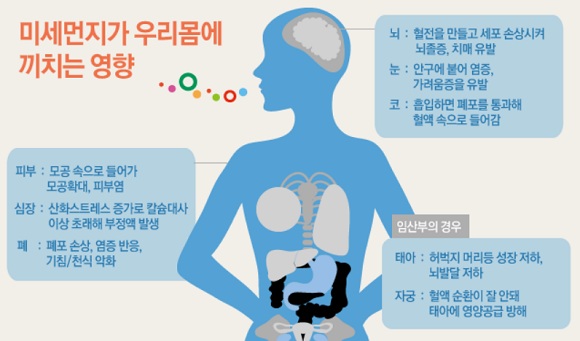 미세먼지가 우리몸에
끼치는 영향
뇌 : 혈전을 만들고 세포 손상시켜
뇌졸중, 치매 유발
눈 : 안구에 붙어 염증,
가려움증을 유발
코 : 흡입하면 폐포를 통과해
혈액 속으로 들어감
피부 : 모공 속으로 들어가
모공확대, 피부염
심장 : 산화스트레스 증가로 칼슘대사
이상 초래해 부정맥 발생
폐 : 폐포 손상, 염증 반응,
기침/천식 악화
임산부의 경우
태아 : 허벅지 머리등 성장 저하,
뇌발달 저하
자궁 : 혈액 순환이 잘 안돼
태아에 영양공급 방해